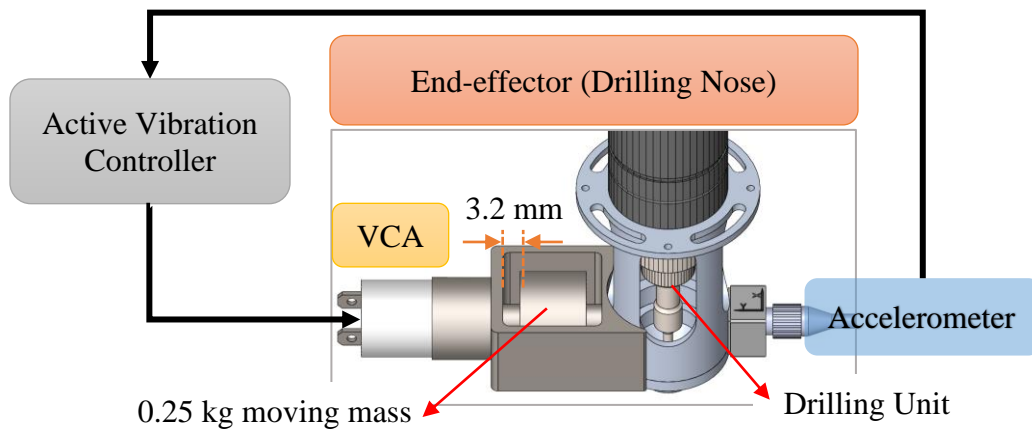 End-effector (Drilling Nose)
Active Vibration
Controller
3.2 mm
VCA
Accelerometer
0.25 kg moving mass
Drilling Unit